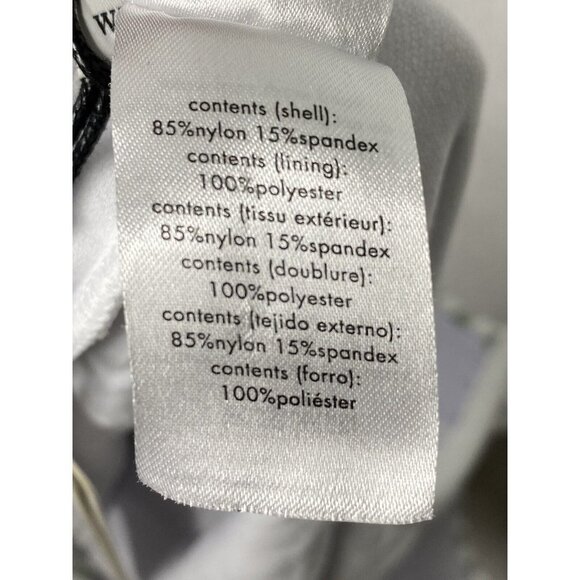 W
contents (shell):
85%nylon 15%spandex
contents (lining):
100%polyester
contents (tissu extérieur):
85%nylon 15%spandex
contents (doublure):
100%polyester
contents (tejido externo):
85%nylon 15%spandex
contents (forro):
100%poliéster